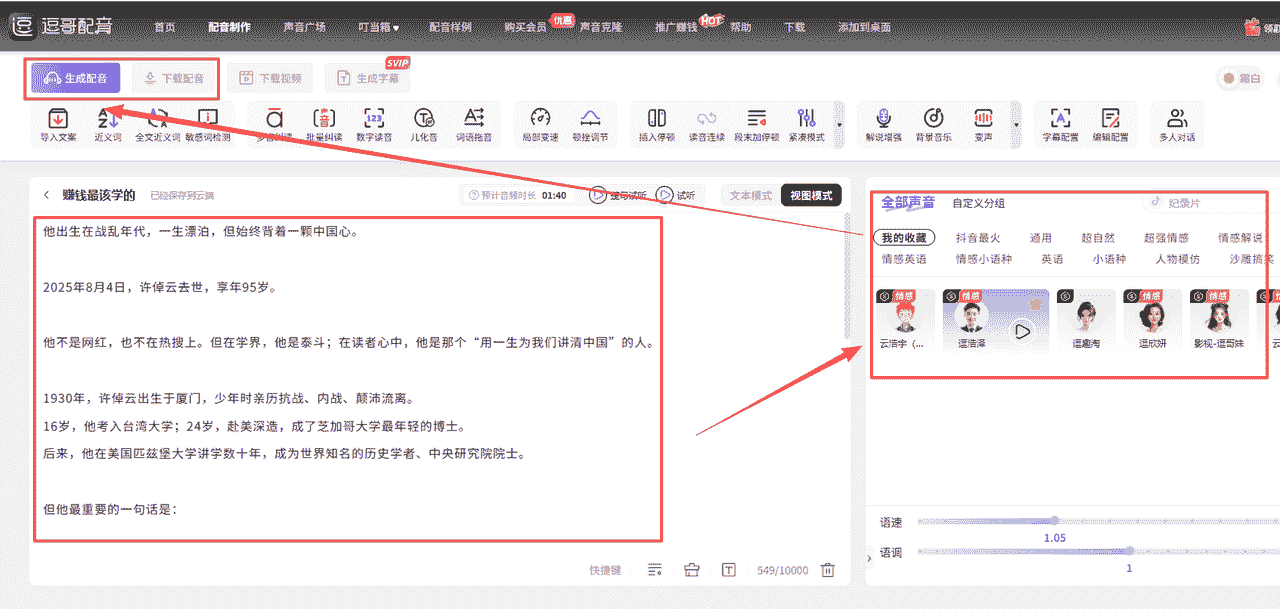 逗哥配音 首页 配音制作 声音广场 叮当箱 配音样例 购买会员 优惠 声音克隆 推广赚钱 HOT 帮助 下载 添加到桌面
生成配音 下载配音 下载视频 生成字幕 SVIP
导入文案 近义词 全文近义词 敏感词检测 批量纠读 数字读音 儿化音 词语拖音 局部变速 顿挫调节 插入停顿 读音连续 段末加停顿 紧凑模式 解说增强 背景音乐 变声 字幕配置 编辑配置 多人对话
赚钱最该学的 已经保存到云端 预计音频时长 01:40 试听 文本模式 视图模式
他出生在战乱年代，一生漂泊，但始终背着一颗中国心。
2025年8月4日，许倬云去世，享年95岁。
他不是网红，也不在热搜上。但在学界，他是泰斗；在读者心中，他是那个“用一生为我们讲清中国”的人。
1930年，许倬云出生于厦门，少年时亲历抗战、内战、颠沛流离。
16岁，他考入台湾大学；24岁，赴美深造，成了芝加哥大学最年轻的博士。
后来，他在美国匹兹堡大学讲学数十年，成为世界知名的历史学者、中央研究院院士。
但他最重要的一句话是：
快捷键 549/10000
全部声音 自定义分组 纪录片
我的收藏 抖音最火 通用 超自然 超强情感 情感解说
情感英语 情感小语种 英语 小语种 人物模仿 沙雕搞笑
情感 情感 情感 情感
云浩宇（... 逗浩泽 逗趣淘 逗欣妍 影视-逗哥妹
语速
1.05
语调
1